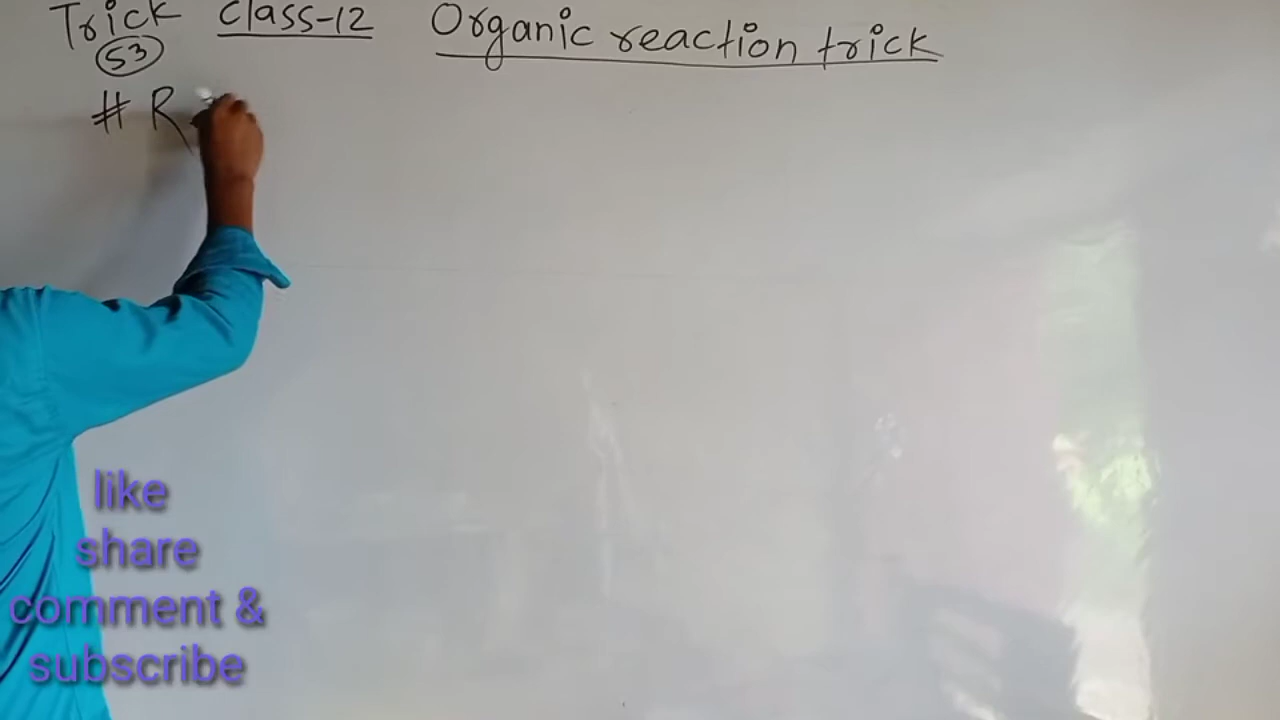 Trick class-12 Organic reaction trick
53
# R
like
share
comment &
subscribe